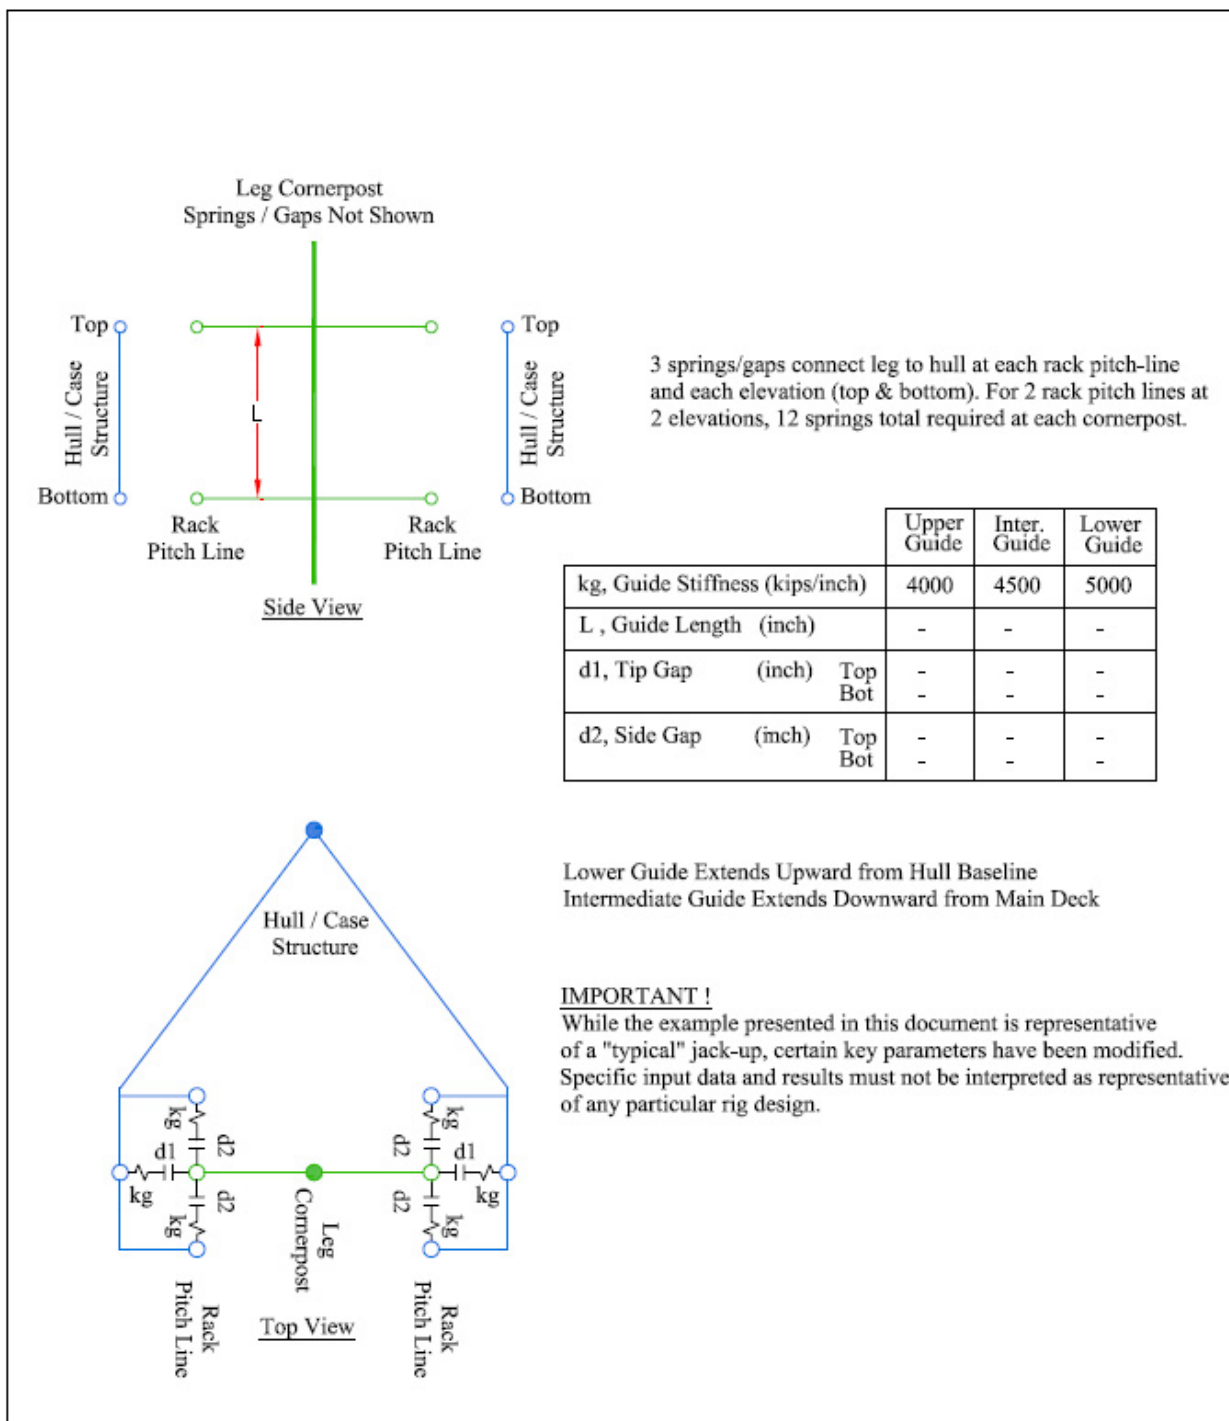 Leg Cornerpost
Springs / Gaps Not Shown
Top
Top
Hull / Case
Structure
L
Hull / Case
Structure
Bottom
Bottom
Rack
Pitch Line
Rack
Pitch Line
Side View
3 springs/gaps connect leg to hull at each rack pitch-line
and each elevation (top & bottom). For 2 rack pitch lines at
2 elevations, 12 springs total required at each cornerpost.
Upper Guide Inter. Guide Lower Guide
kg, Guide Stiffness (kips/inch) 4000 4500 5000
L , Guide Length (inch) - - -
d1, Tip Gap (inch) Top - - -
Bot - - -
d2, Side Gap (inch) Top - - -
Bot - - -
Lower Guide Extends Upward from Hull Baseline
Intermediate Guide Extends Downward from Main Deck
IMPORTANT !
While the example presented in this document is representative
of a "typical" jack-up, certain key parameters have been modified.
Specific input data and results must not be interpreted as representative
of any particular rig design.
Hull / Case
Structure
kg
d2
d1
kg
d2
kg
kg
d2
d1
kg
d2
kg
Leg
Cornerpost
Rack
Pitch Line
Rack
Pitch Line
Top View